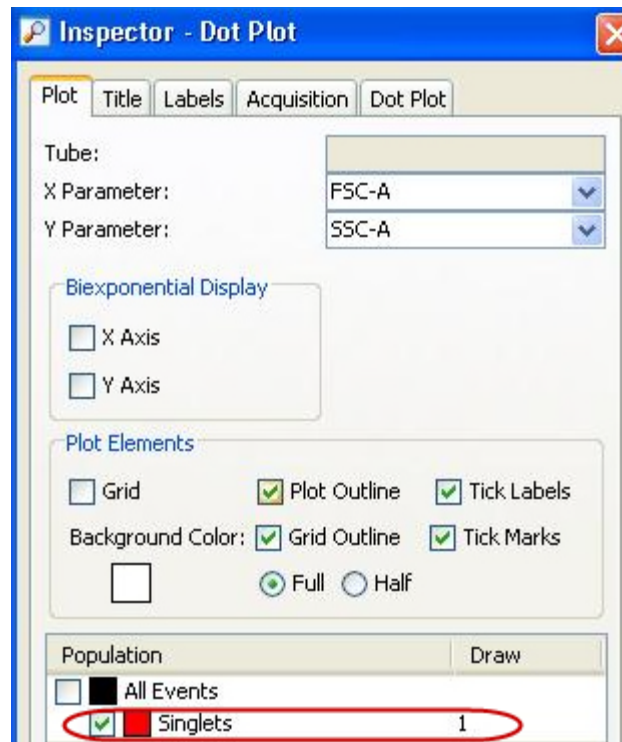 Inspector - Dot Plot
Plot Title Labels Acquisition Dot Plot
Tube:
X Parameter: FSC-A
Y Parameter: SSC-A
Biexponential Display
X Axis
Y Axis
Plot Elements
Grid Plot Outline Tick Labels
Background Color: Grid Outline Tick Marks
Full Half
Population Draw
All Events
Singlets 1